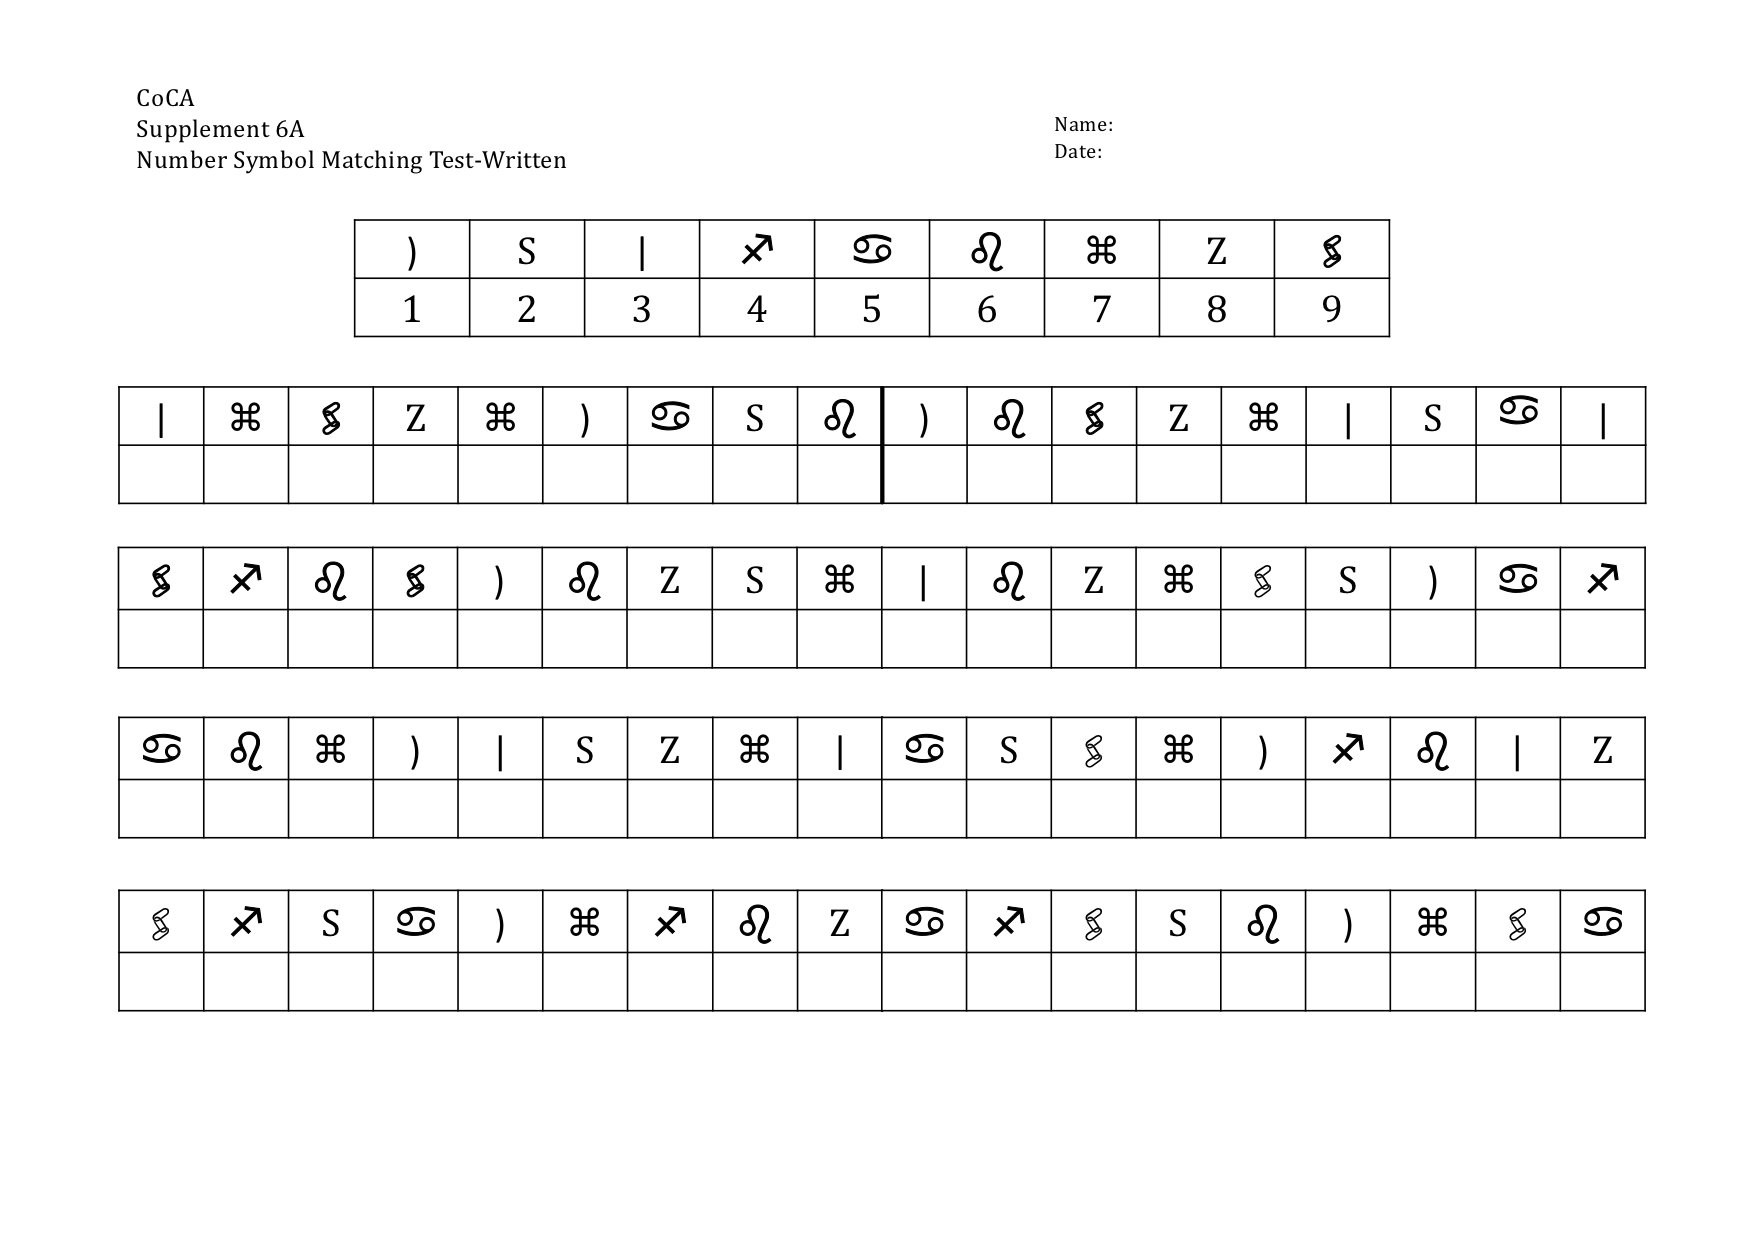 CoCA
Supplement 6A
Number Symbol Matching Test-Written
Name:
Date:
) S | ♐ ♋ ♌ ⌘ Z ⛓
1 2 3 4 5 6 7 8 9
| ⌘ ⛓ Z ⌘ ) ♋ S ♌ ) ♌ ⛓ Z ⌘ | S ♋ |
⛓ ♐ ♌ ⛓ ) ♌ Z S ⌘ | ♌ Z ⌘ ⛓ S ) ♋ ♐
♋ ♌ ⌘ ) | S Z ⌘ | ♋ S ⛓ ⌘ ) ♐ ♌ | Z
⛓ ♐ S ♋ ) ⌘ ♐ ♌ Z ♋ ♐ ⛓ S ♌ ) ⌘ ⛓ ♋